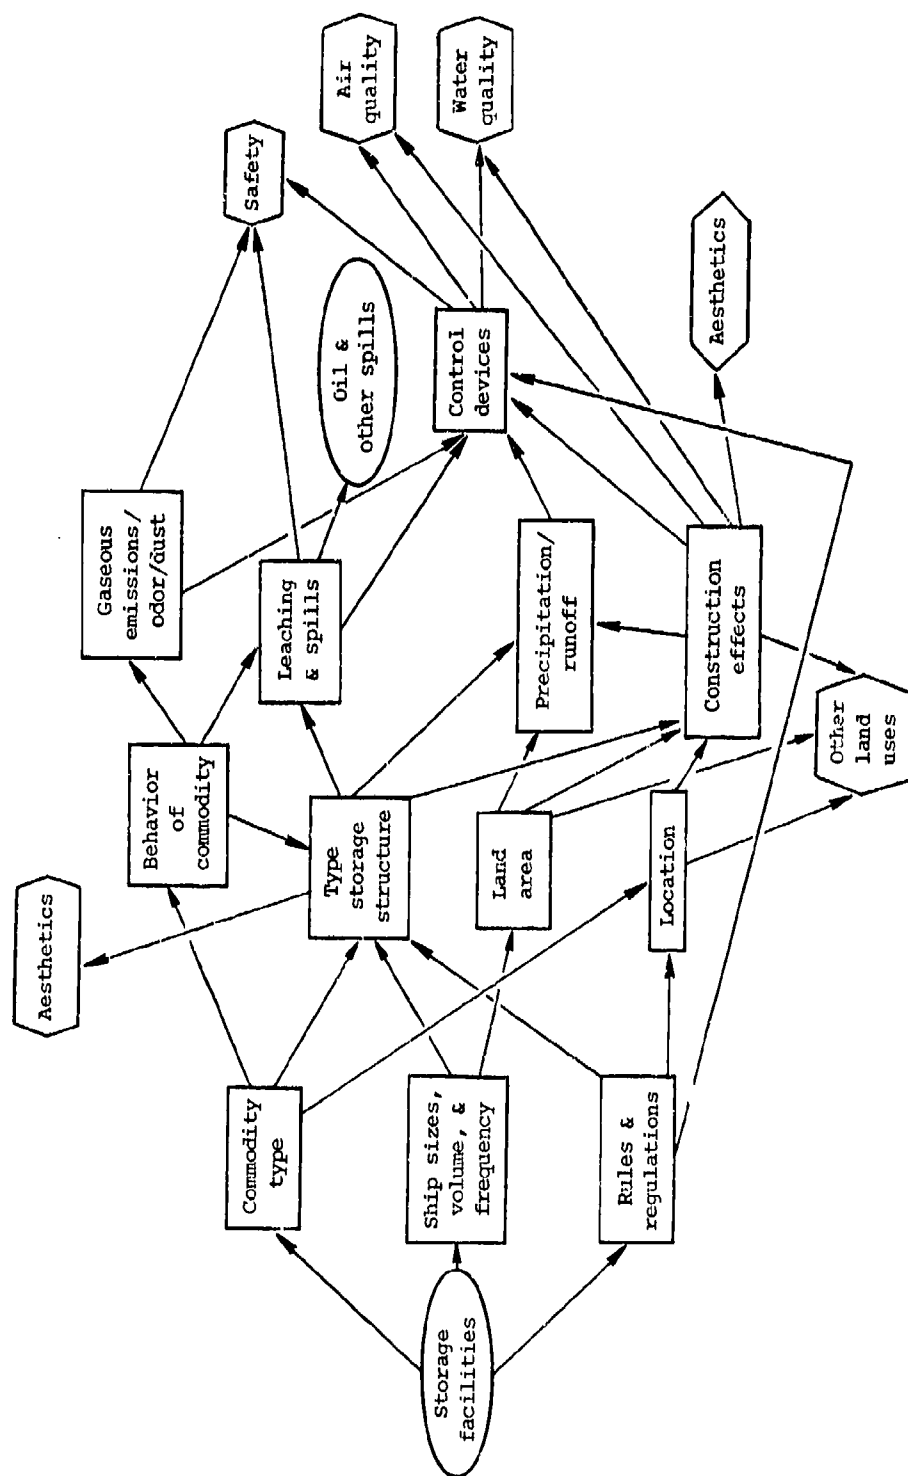 Storage
facilities
Commodity
type
Ship sizes,
volume, &
frequency
Rules &
regulations
Aesthetics
Behavior
of
commodity
Type
storage
structure
Land
area
Location
Gaseous
emissions/
odor/dust
Leaching
& spills
Precipitation/
runoff
Construction
effects
Other
land
uses
Oil &
other spills
Control
devices
Aesthetics
Safety
Air
quality
Water
quality